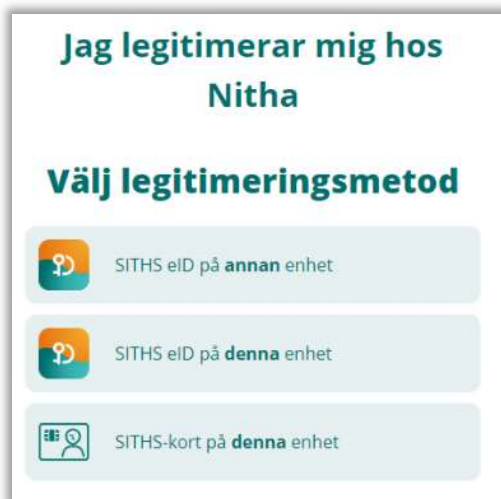 Jag legitimerar mig hos
Nitha
Välj legitimeringsmetod
SITHS eID på annan enhet
SITHS eID på denna enhet
SITHS-kort på denna enhet